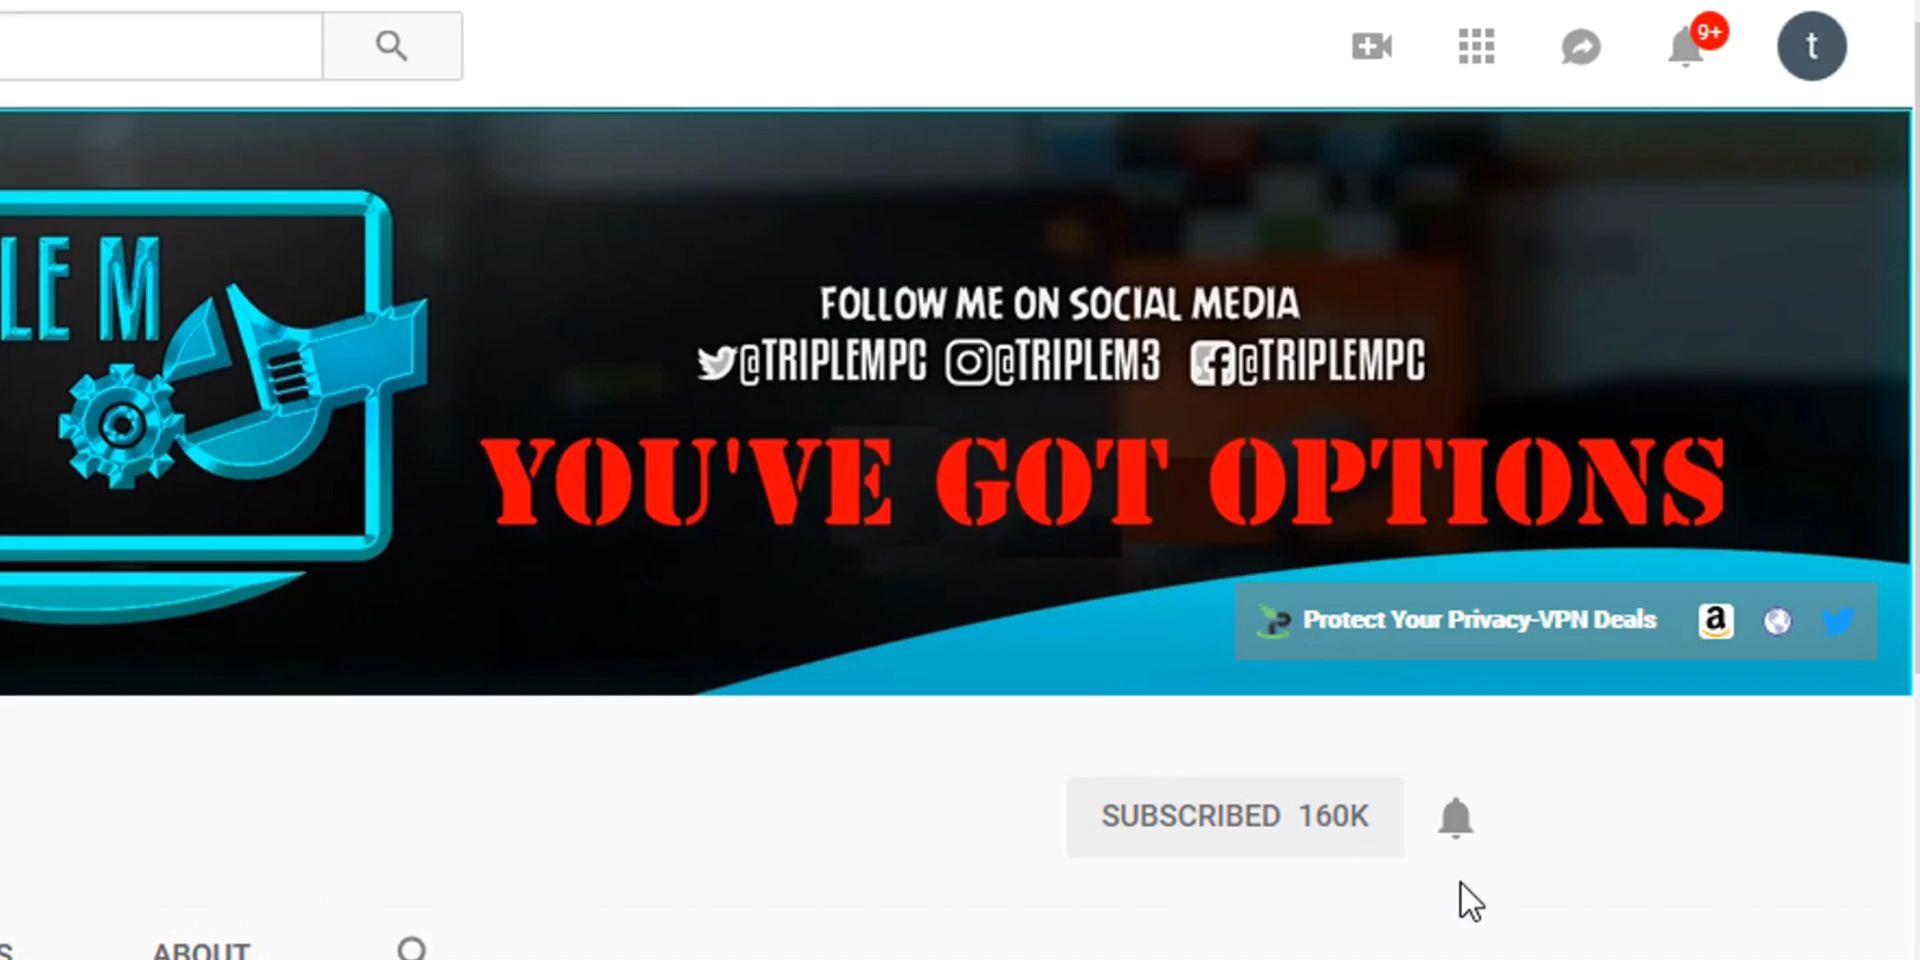 9+
t
LE M
FOLLOW ME ON SOCIAL MEDIA
@TRIPLEMPC @TRIPLEM3 @TRIPLEMPC
YOU'VE GOT OPTIONS
Protect Your Privacy-VPN Deals
SUBSCRIBED 160K
S ABOUT